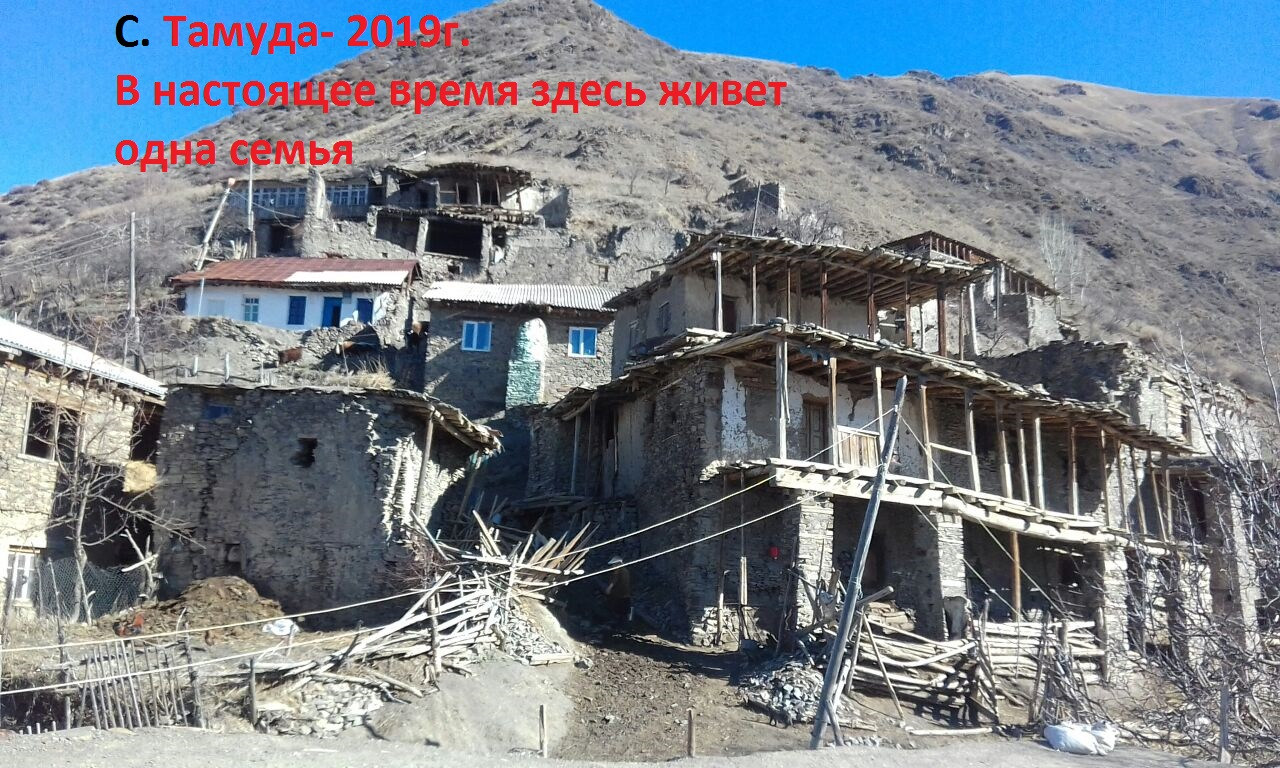 С. Тамуда- 2019г.
В настоящее время здесь живет
одна семья